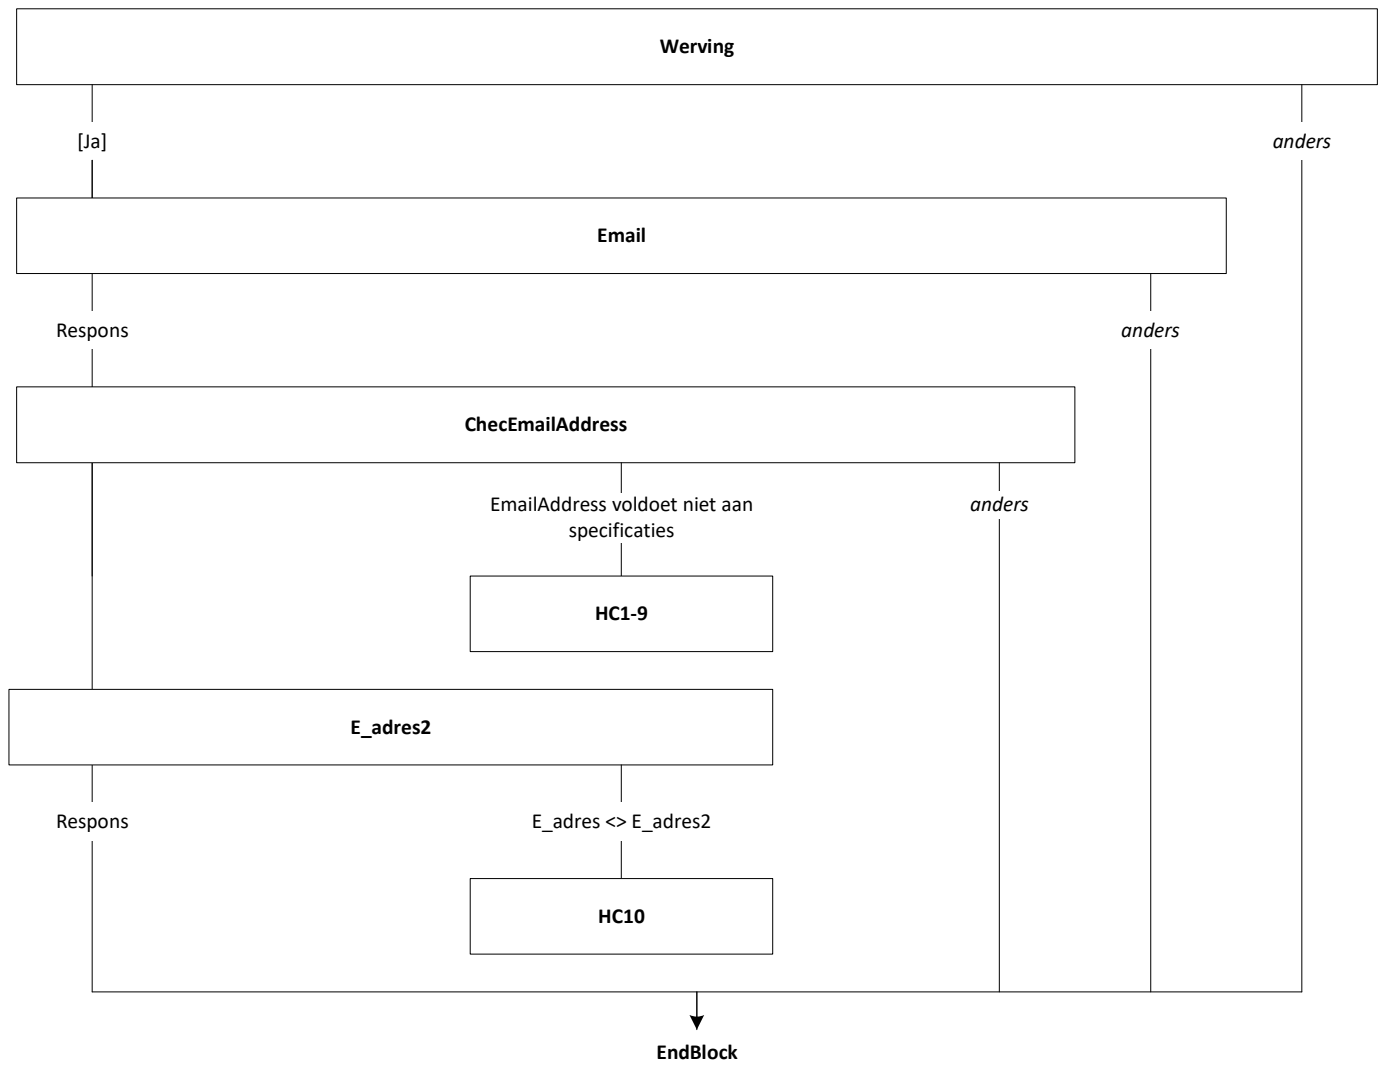 Werving
[Ja]
anders
Email
Respons
anders
ChecEmailAddress
EmailAddress voldoet niet aan
specificaties
anders
HC1-9
E_adres2
Respons
E_adres <> E_adres2
HC10
EndBlock